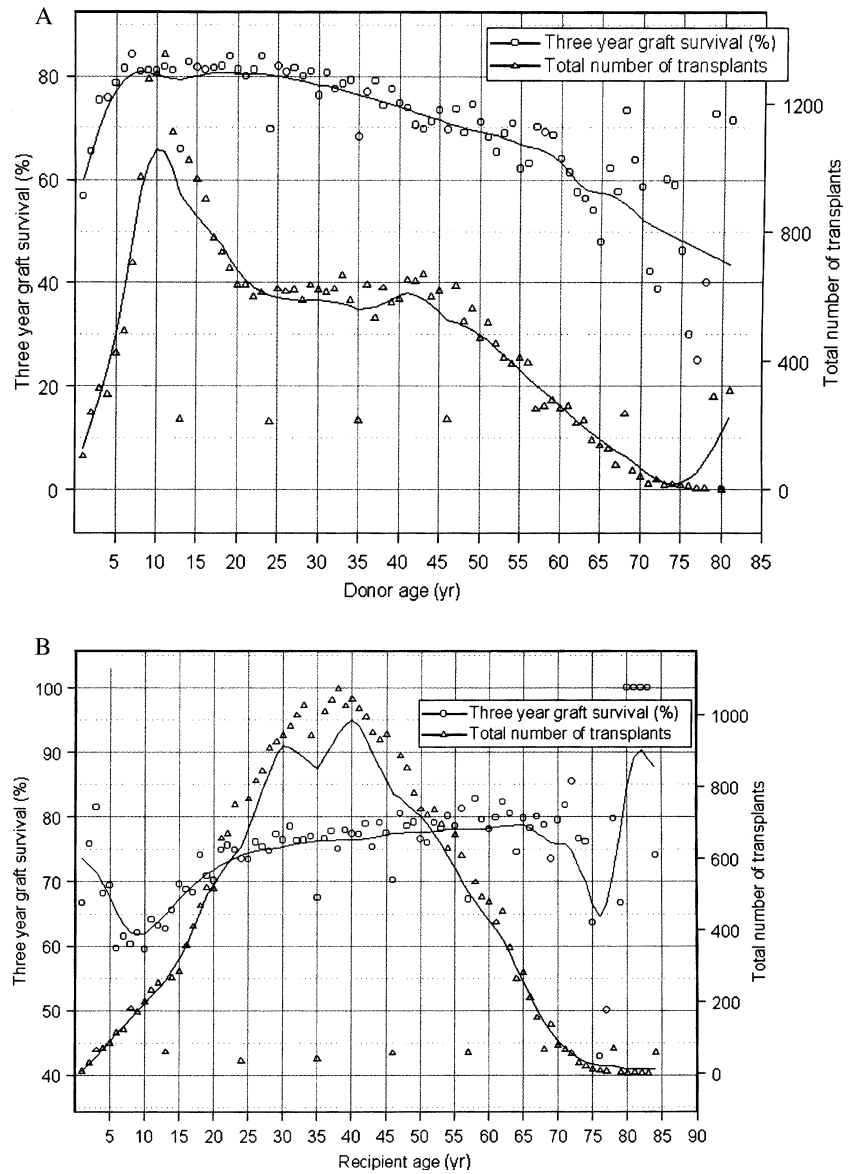 A
Three year graft survival (%)
Total number of transplants
80
60
40
20
0
Three year graft survival (%)
1200
800
400
0
Total number of transplants
5 10 15 20 25 30 35 40 45 50 55 60 65 70 75 80 85
Donor age (yr)
B
Three year graft survival (%)
Total number of transplants
100
90
80
70
60
50
40
Three year graft survival (%)
1000
800
600
400
200
0
Total number of transplants
5 10 15 20 25 30 35 40 45 50 55 60 65 70 75 80 85 90
Recipient age (yr)